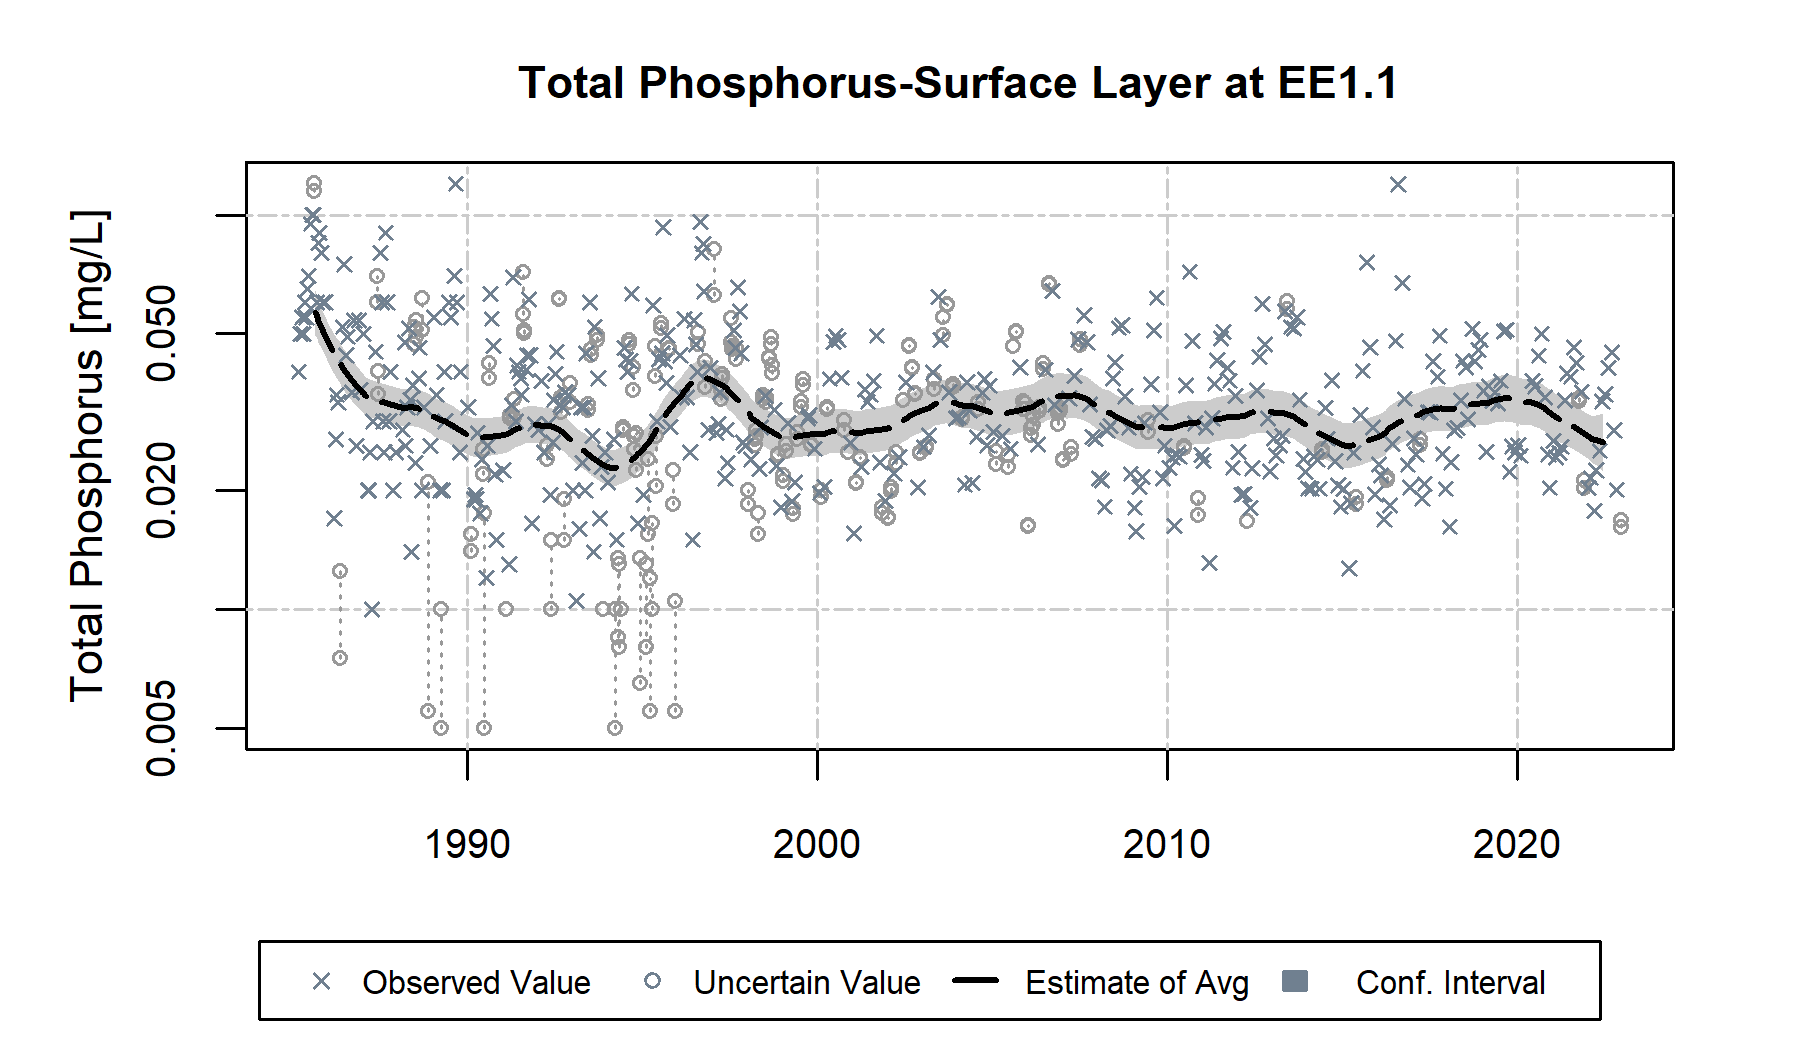 Total Phosphorus-Surface Layer at EE1.1
Total Phosphorus [mg/L]
0.050
0.020
0.005
1990 2000 2010 2020
Observed Value Uncertain Value Estimate of Avg Conf. Interval